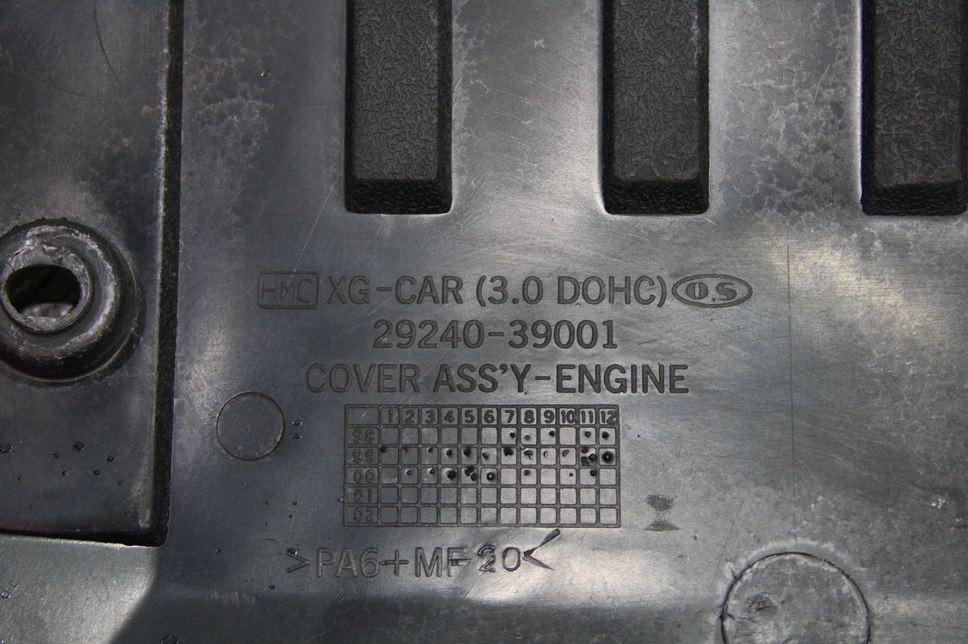 HMC XG-CAR (3.0 DOHC) O.S
29240-39001
COVER ASS'Y-ENGINE
1 2 3 4 5 6 7 8 9 10 11 12
98
99
00
01
02
>PA6+MF20<